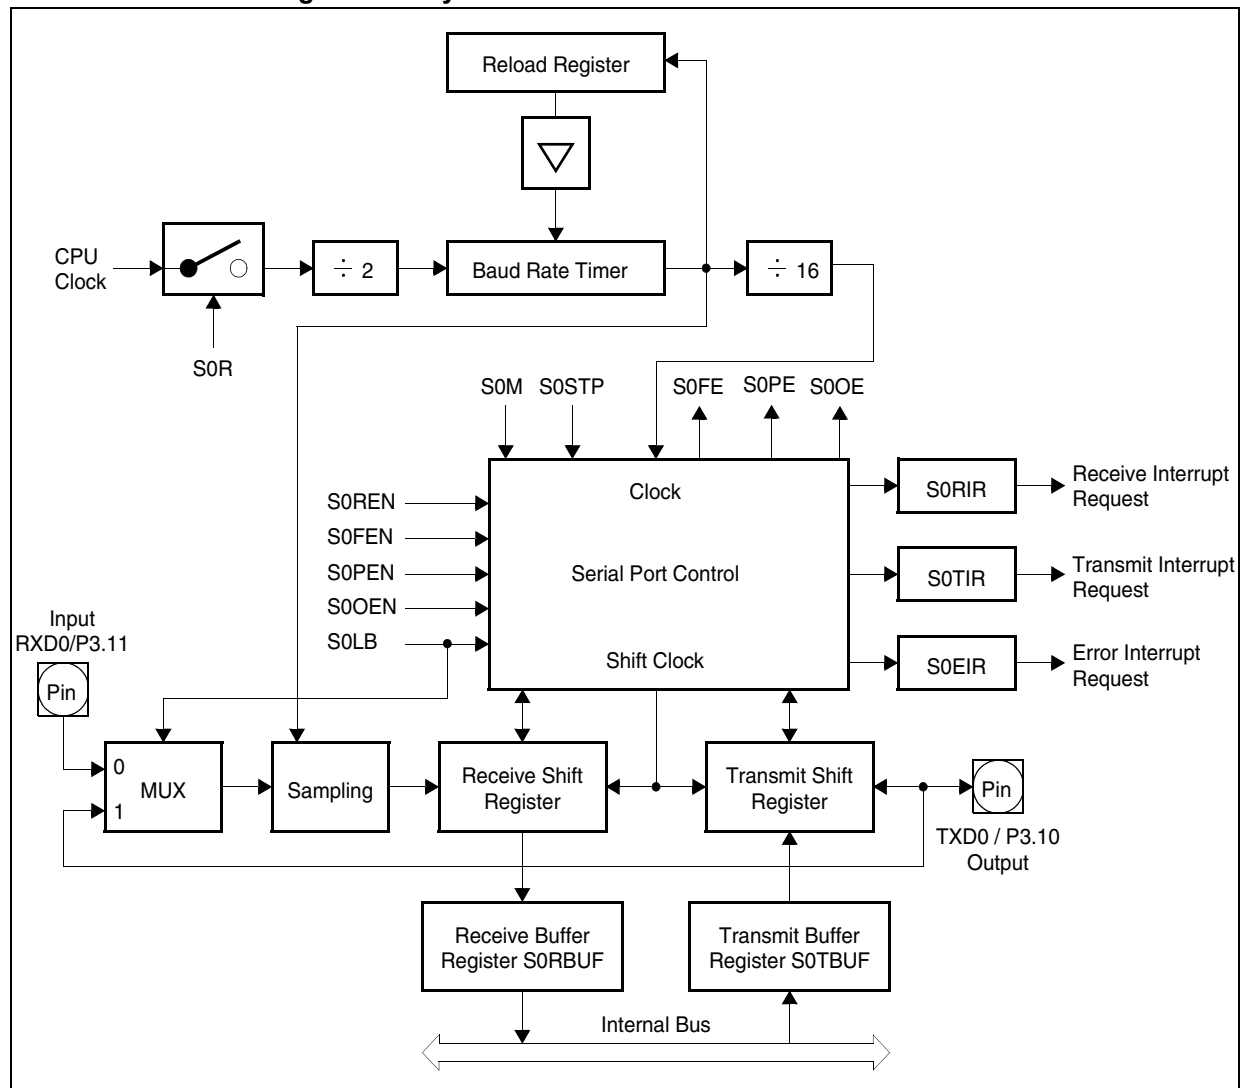 Reload Register
CPU
Clock
÷ 2
Baud Rate Timer
÷ 16
S0R
S0M
S0STP
S0FE
S0PE
S0OE
Clock
Serial Port Control
Shift Clock
S0REN
S0FEN
S0PEN
S0OEN
S0LB
S0RIR
Receive Interrupt
Request
S0TIR
Transmit Interrupt
Request
S0EIR
Error Interrupt
Request
Input
RXD0/P3.11
Pin
0
MUX
1
Sampling
Receive Shift
Register
Transmit Shift
Register
Pin
TXD0 / P3.10
Output
Receive Buffer
Register S0RBUF
Transmit Buffer
Register S0TBUF
Internal Bus